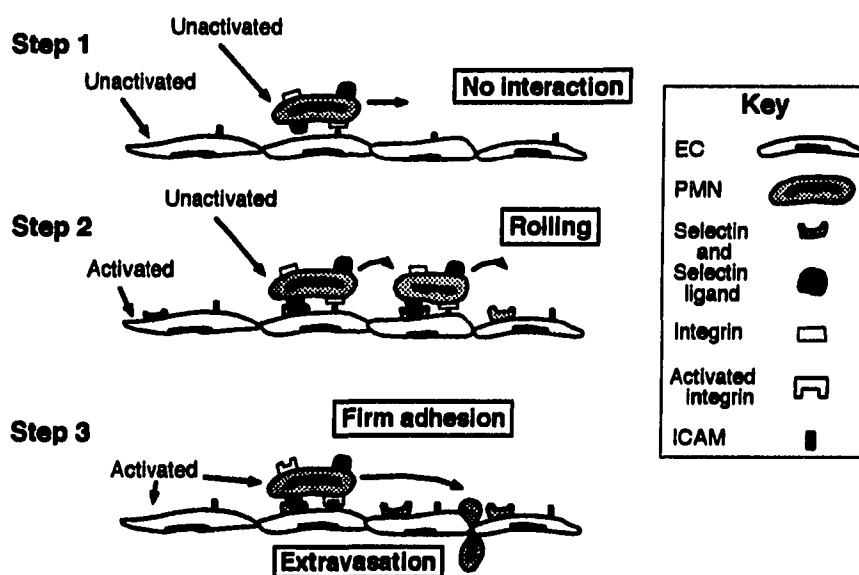 Step 1
Unactivated
Unactivated
No interaction
Step 2
Unactivated
Rolling
Activated
Step 3
Firm adhesion
Activated
Extravasation
Key
EC
PMN
Selectin
and
Selectin
ligand
Integrin
Activated
integrin
ICAM